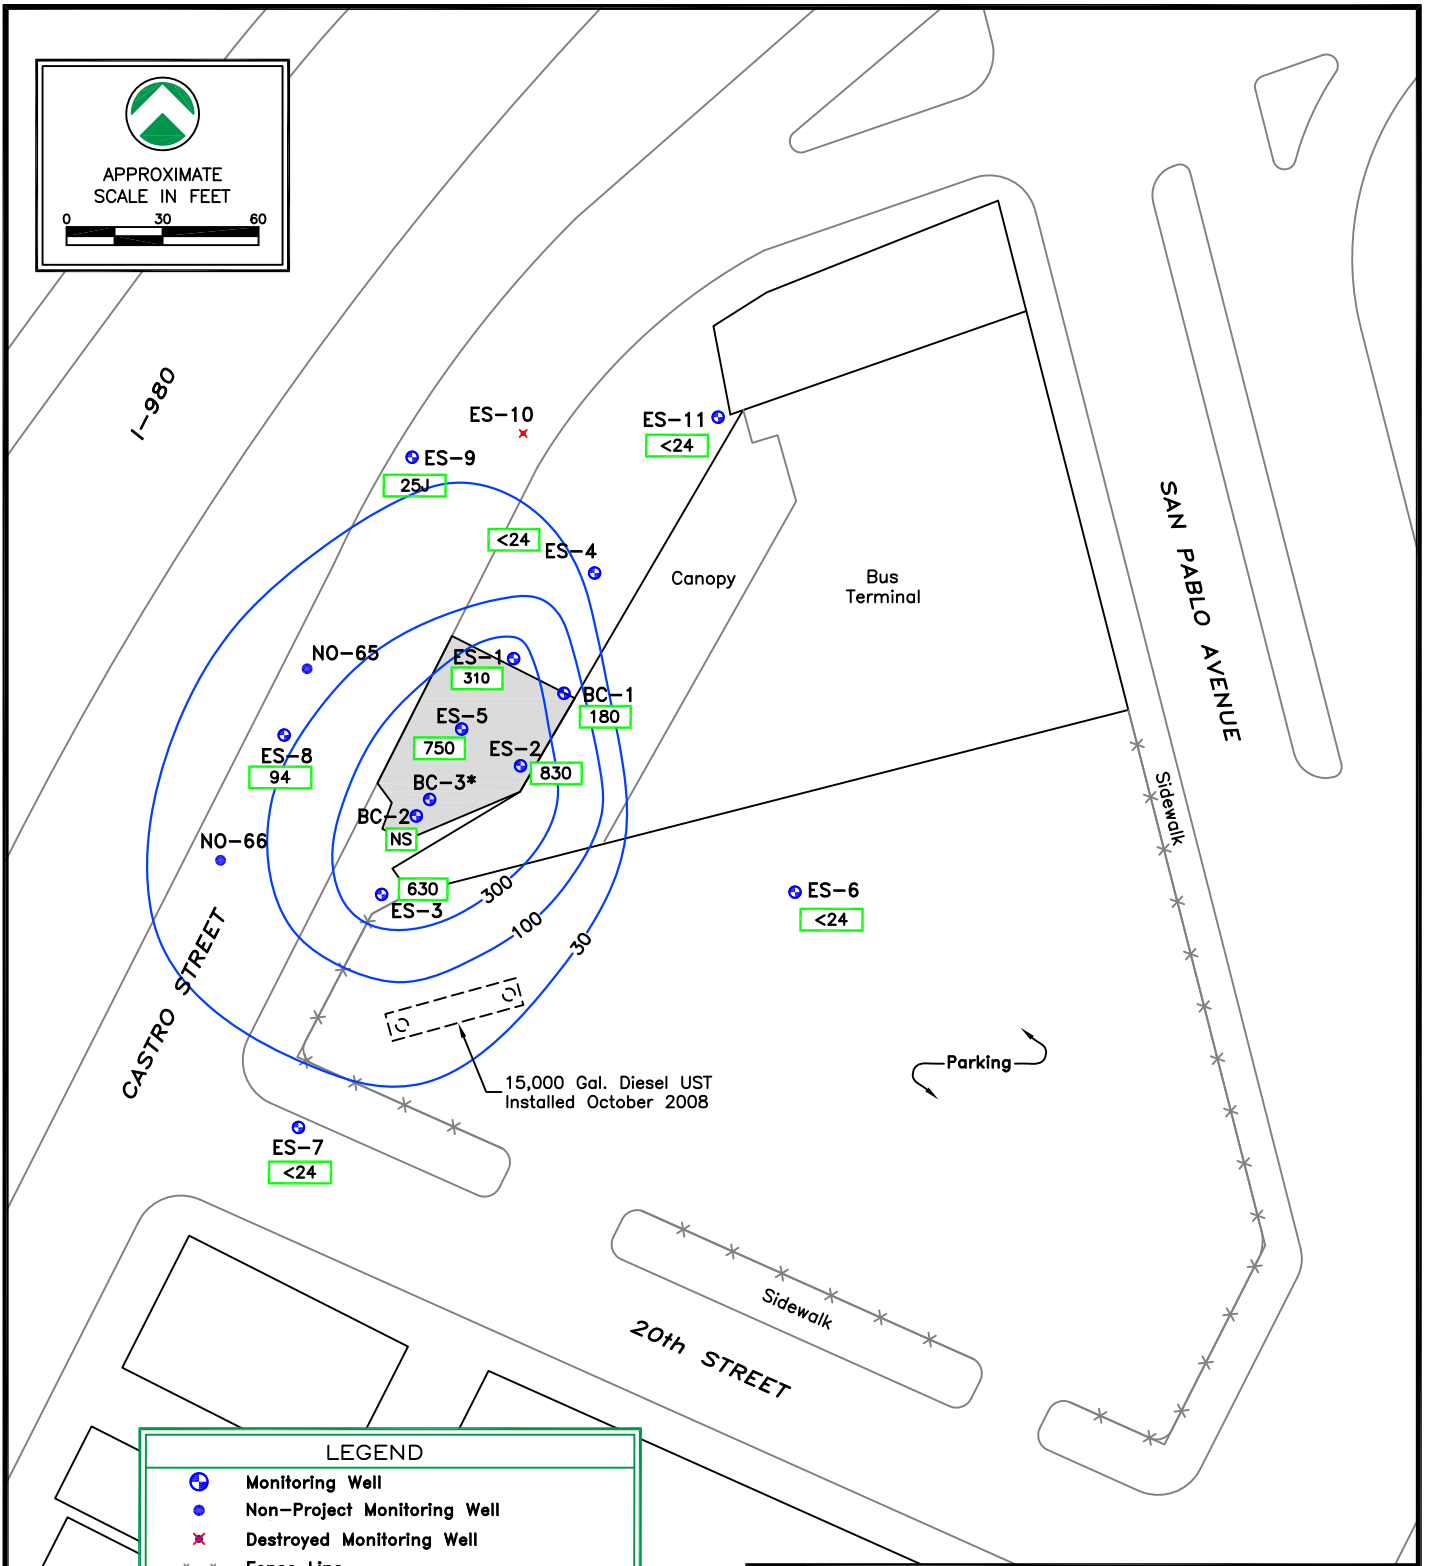 APPROXIMATE
SCALE IN FEET
0 30 60
I-980
ES-10
ES-11
<24
ES-9
25J
<24
ES-4
Canopy
Bus
Terminal
SAN PABLO AVENUE
NO-65
ES-1
310
BC-1
180
ES-5
750
ES-8
94
ES-2
830
BC-3*
BC-2
NS
NO-66
630
ES-3
300
100
30
ES-6
<24
Sidewalk
CASTRO STREET
Parking
15,000 Gal. Diesel UST
Installed October 2008
ES-7
<24
Sidewalk
20th STREET
LEGEND
Monitoring Well
Non-Project Monitoring Well
Destroyed Monitoring Well
Fence Line